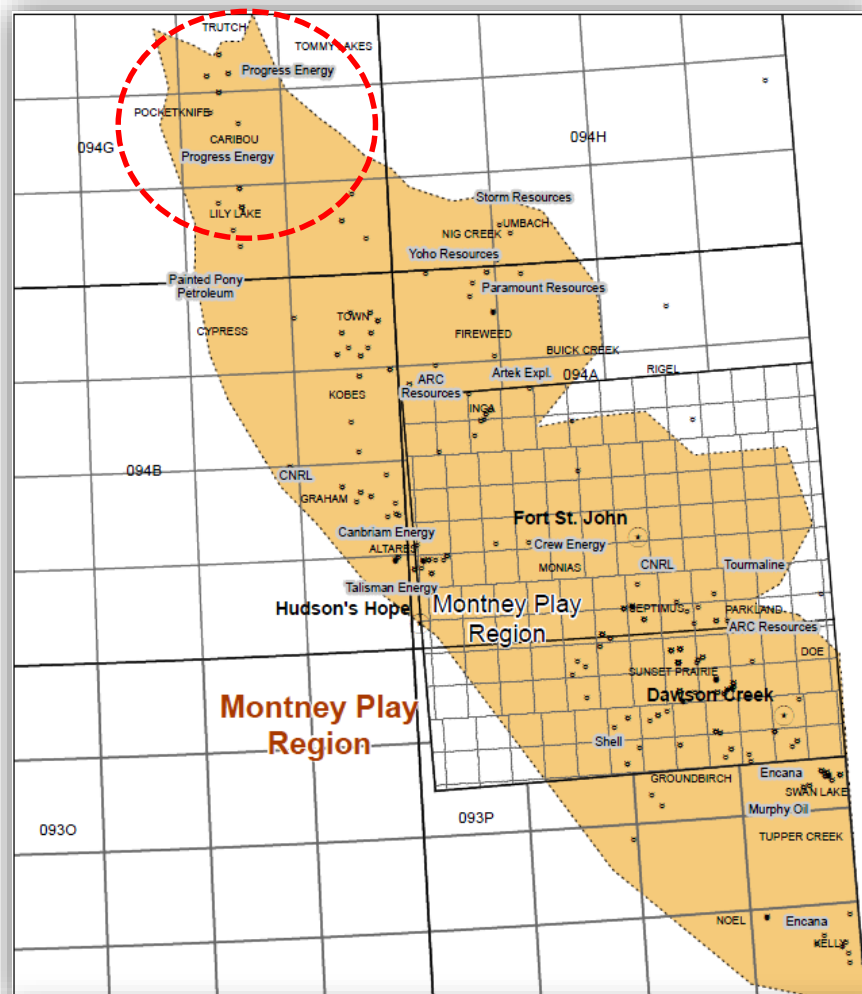 TRUTCH
TOMMY LAKES
Progress Energy
POCKETKNIFE
094H
CARIBOU
094G
Progress Energy
Storm Resources
LILY LAKE
UMBACH
NIG CREEK
Yoho Resources
Painted Pony
Petroleum
Paramount Resources
TOWN
CYPRESS
FIREWEED
BUICK CREEK
RIGEL
094A
Artek Expl.
ARC
Resources
KOBES
INGA
094B
CNRL
GRAHAM
Fort St. John
Canbriam Energy
Crew Energy
ALTARES
MONIAS
CNRL
Tourmaline
Talisman Energy
Hudson's Hope
Montney Play
Region
SEPTIMUS
PARKLAND
ARC Resources
DOE
SUNSET PRAIRIE
Dawson Creek
Montney Play
Region
Shell
GROUNDBIRCH
Encana
SWAN LAKE
Murphy Oil
093P
093O
TUPPER CREEK
NOEL
Encana
KELLY